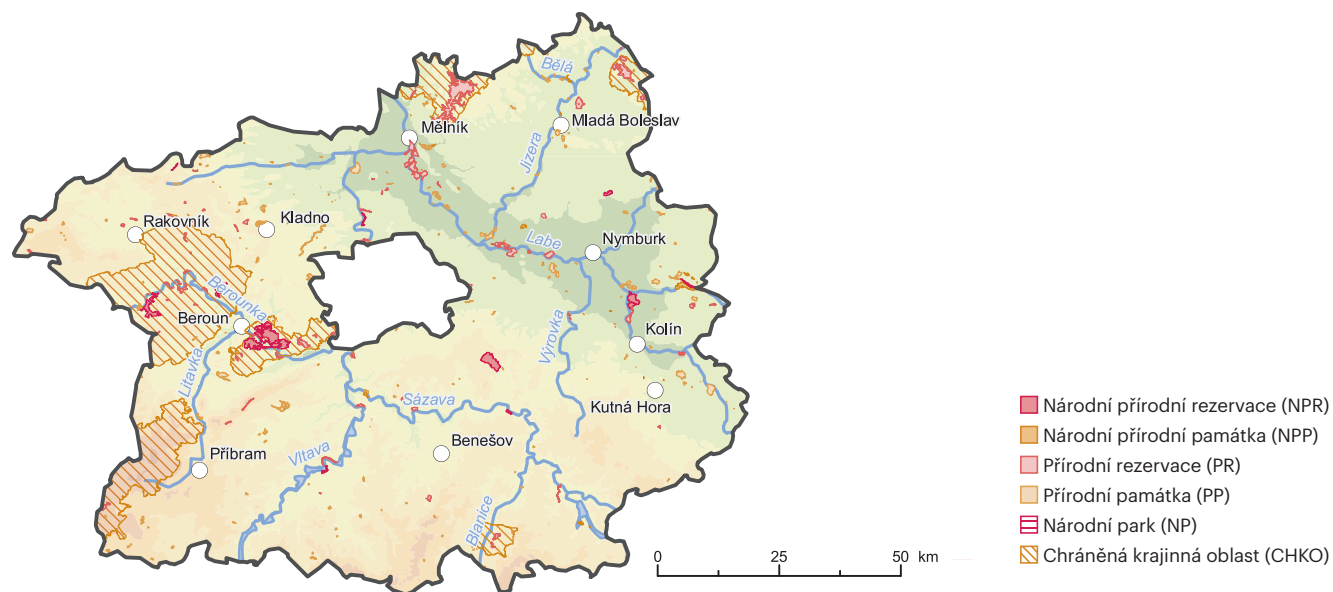 Bělá
Mělník
Mladá Boleslav
Jizera
Rakovník
Kladno
Labe
Nymburk
Berounka
Beroun
Kolín
Výrovka
Litavka
Sázava
Kutná Hora
Benešov
Příbram
Vltava
Blanice
0 25 50 km
Národní přírodní rezervace (NPR)
Národní přírodní památka (NPP)
Přírodní rezervace (PR)
Přírodní památka (PP)
Národní park (NP)
Chráněná krajinná oblast (CHKO)